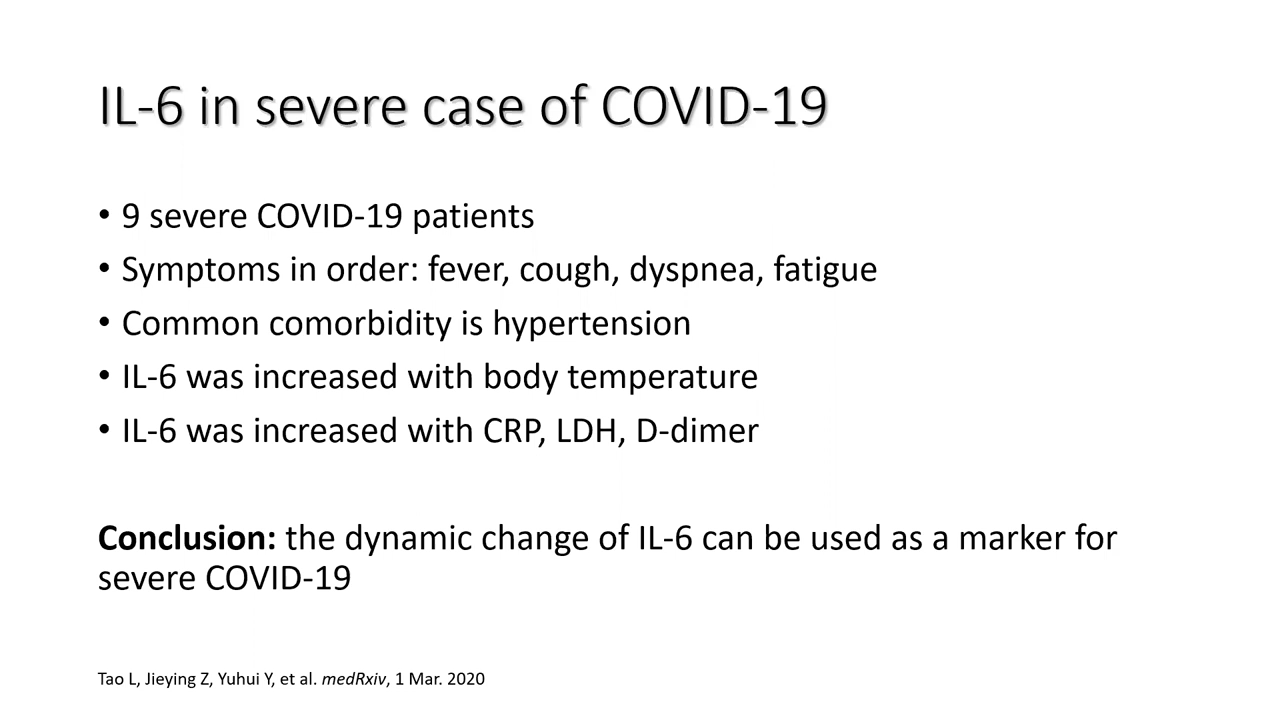 IL-6 in severe case of COVID-19
• 9 severe COVID-19 patients
• Symptoms in order: fever, cough, dyspnea, fatigue
• Common comorbidity is hypertension
• IL-6 was increased with body temperature
• IL-6 was increased with CRP, LDH, D-dimer
Conclusion: the dynamic change of IL-6 can be used as a marker for
severe COVID-19
Tao L, Jieying Z, Yuhui Y, et al. medRxiv, 1 Mar. 2020